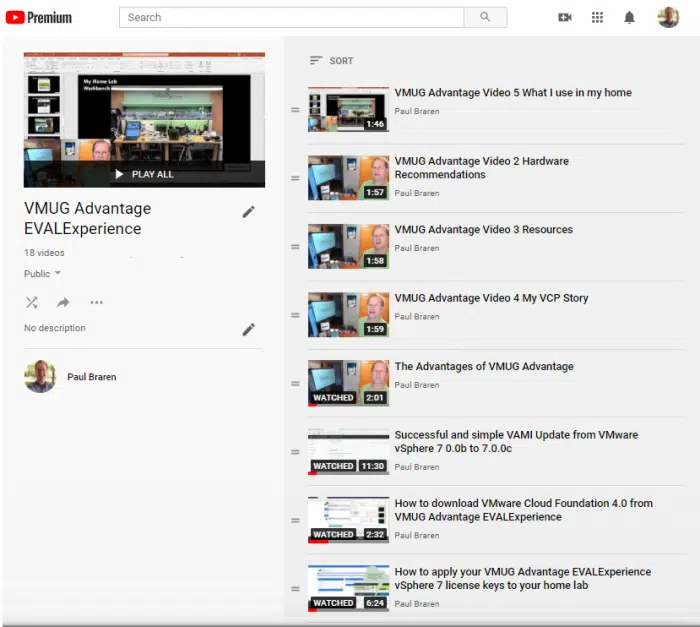 Premium
Search
My Home Lab
Workbench
PLAY ALL
VMUG Advantage
EVALExperience
18 videos
Public
No description
Paul Braren
SORT
VMUG Advantage Video 5 What I use in my home
Paul Braren
1:46
VMUG Advantage Video 2 Hardware
Recommendations
Paul Braren
1:57
VMUG Advantage Video 3 Resources
Paul Braren
1:58
VMUG Advantage Video 4 My VCP Story
Paul Braren
1:59
The Advantages of VMUG Advantage
Paul Braren
WATCHED 2:01
Successful and simple VAMI Update from VMware
vSphere 7 0.0b to 7.0.0c
Paul Braren
WATCHED 11:30
How to download VMware Cloud Foundation 4.0 from
VMUG Advantage EVALExperience
Paul Braren
WATCHED 2:32
How to apply your VMUG Advantage EVALExperience
vSphere 7 license keys to your home lab
Paul Braren
WATCHED 6:24